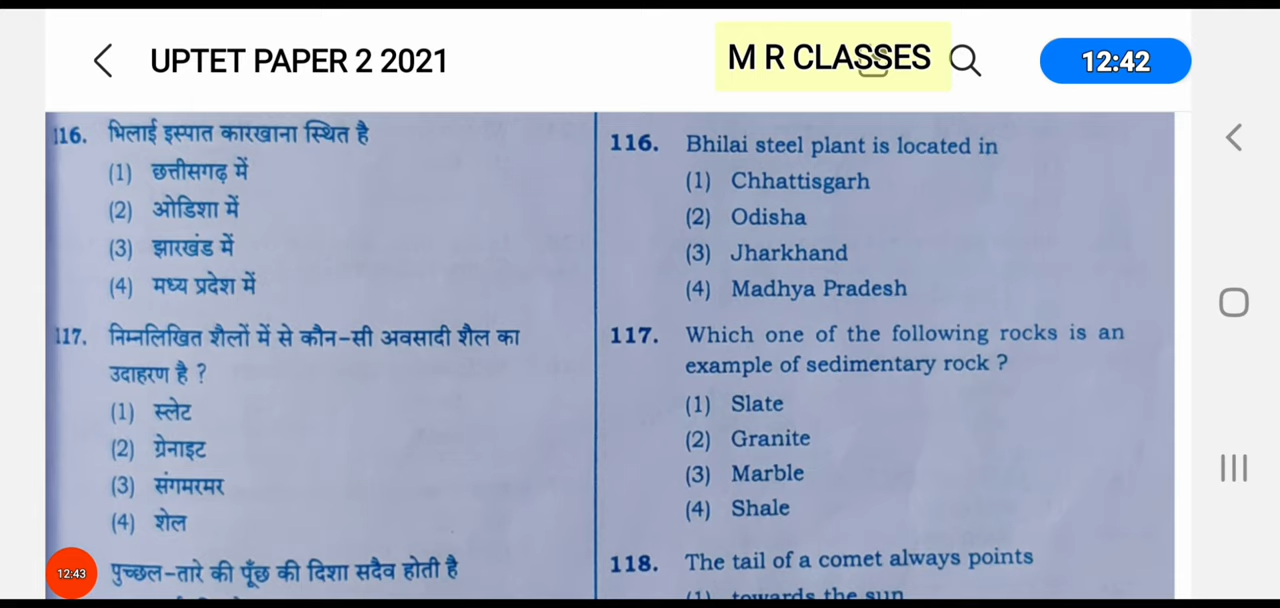 UPTET PAPER 2 2021
M R CLASSES
12:42
116. भिलाई इस्पात कारखाना स्थित है
(1) छत्तीसगढ़ में
(2) ओडिशा में
(3) झारखंड में
(4) मध्य प्रदेश में
117. निम्नलिखित शैलों में से कौन-सी अवसादी शैल का
उदाहरण है ?
(1) स्लेट
(2) ग्रेनाइट
(3) संगमरमर
(4) शेल
12:43
पुच्छल-तारे की पूँछ की दिशा सदैव होती है
116. Bhilai steel plant is located in
(1) Chhattisgarh
(2) Odisha
(3) Jharkhand
(4) Madhya Pradesh
117. Which one of the following rocks is an
example of sedimentary rock ?
(1) Slate
(2) Granite
(3) Marble
(4) Shale
118. The tail of a comet always points
(1) towards the sun